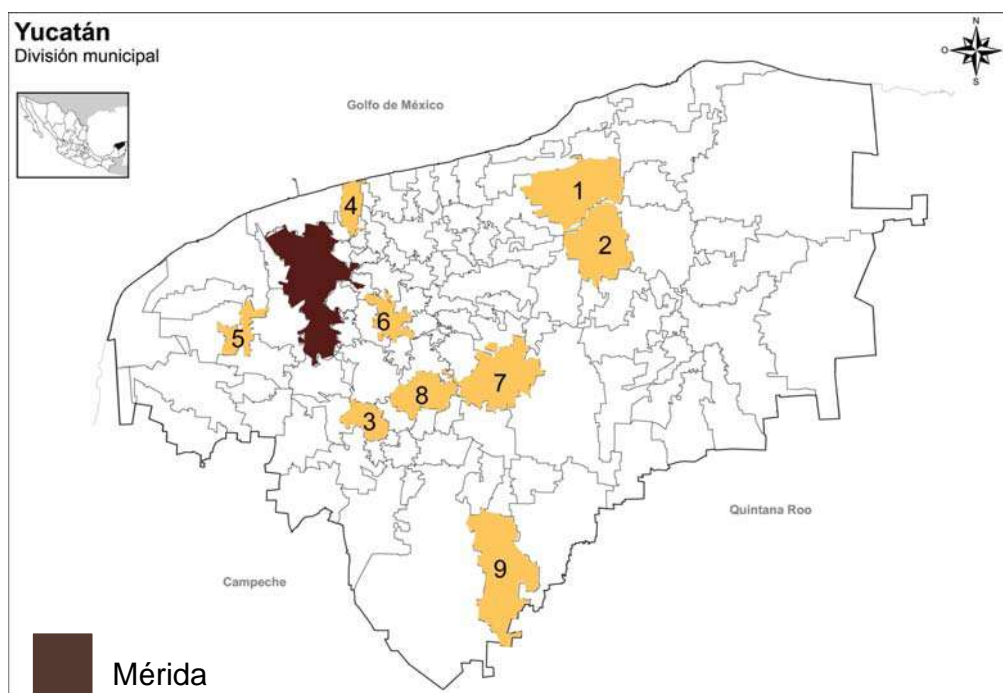 Yucatán
División municipal
N
O
S
Golfo de México
1
4
2
6
5
7
8
3
Quintana Roo
9
Campeche
Mérida